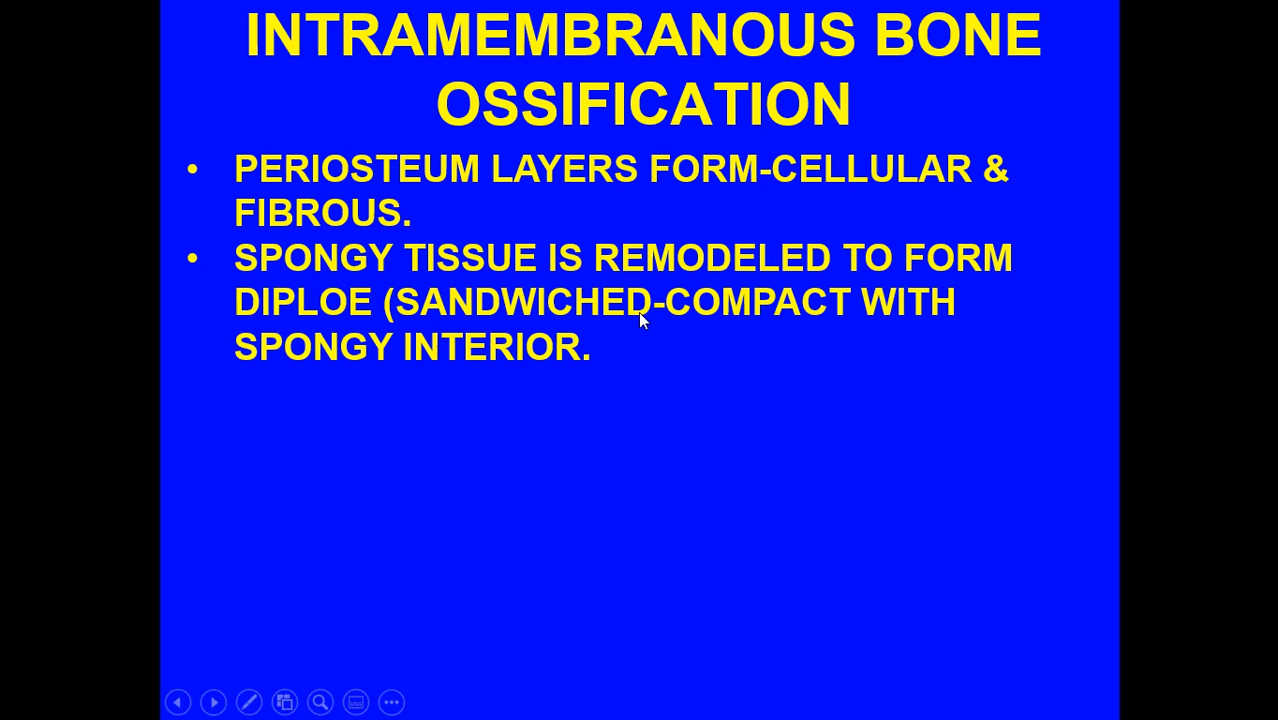 INTRAMEMBRANOUS BONE
OSSIFICATION
• PERIOSTEUM LAYERS FORM-CELLULAR &
FIBROUS.
• SPONGY TISSUE IS REMODELED TO FORM
DIPLOE (SANDWICHED-COMPACT WITH
SPONGY INTERIOR.